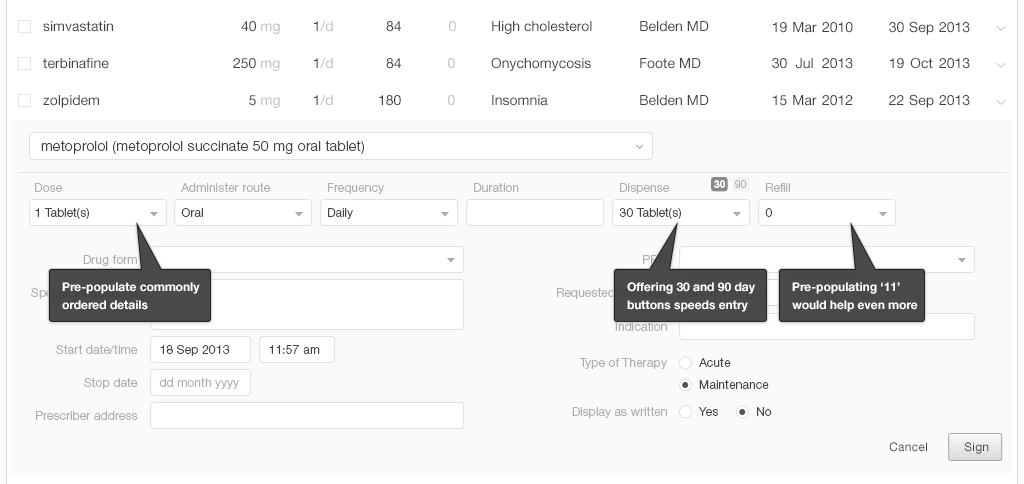 simvastatin 40 mg 1/d 84 0 High cholesterol Belden MD 19 Mar 2010 30 Sep 2013
terbinafine 250 mg 1/d 84 0 Onychomycosis Foote MD 30 Jul 2013 19 Oct 2013
zolpidem 5 mg 1/d 180 0 Insomnia Belden MD 15 Mar 2012 22 Sep 2013
metoprolol (metoprolol succinate 50 mg oral tablet)
Dose Administer route Frequency Duration Dispense 30 90 Refill
1 Tablet(s) Oral Daily 30 Tablet(s) 0
Drug form
Pre-populate commonly
ordered details
Offering 30 and 90 day
buttons speeds entry
Pre-populating ‘11’
would help even more
Requested
Indication
Start date/time 18 Sep 2013 11:57 am
Type of Therapy Acute
Maintenance
Stop date dd month yyyy
Prescriber address
Display as written Yes No
Cancel Sign